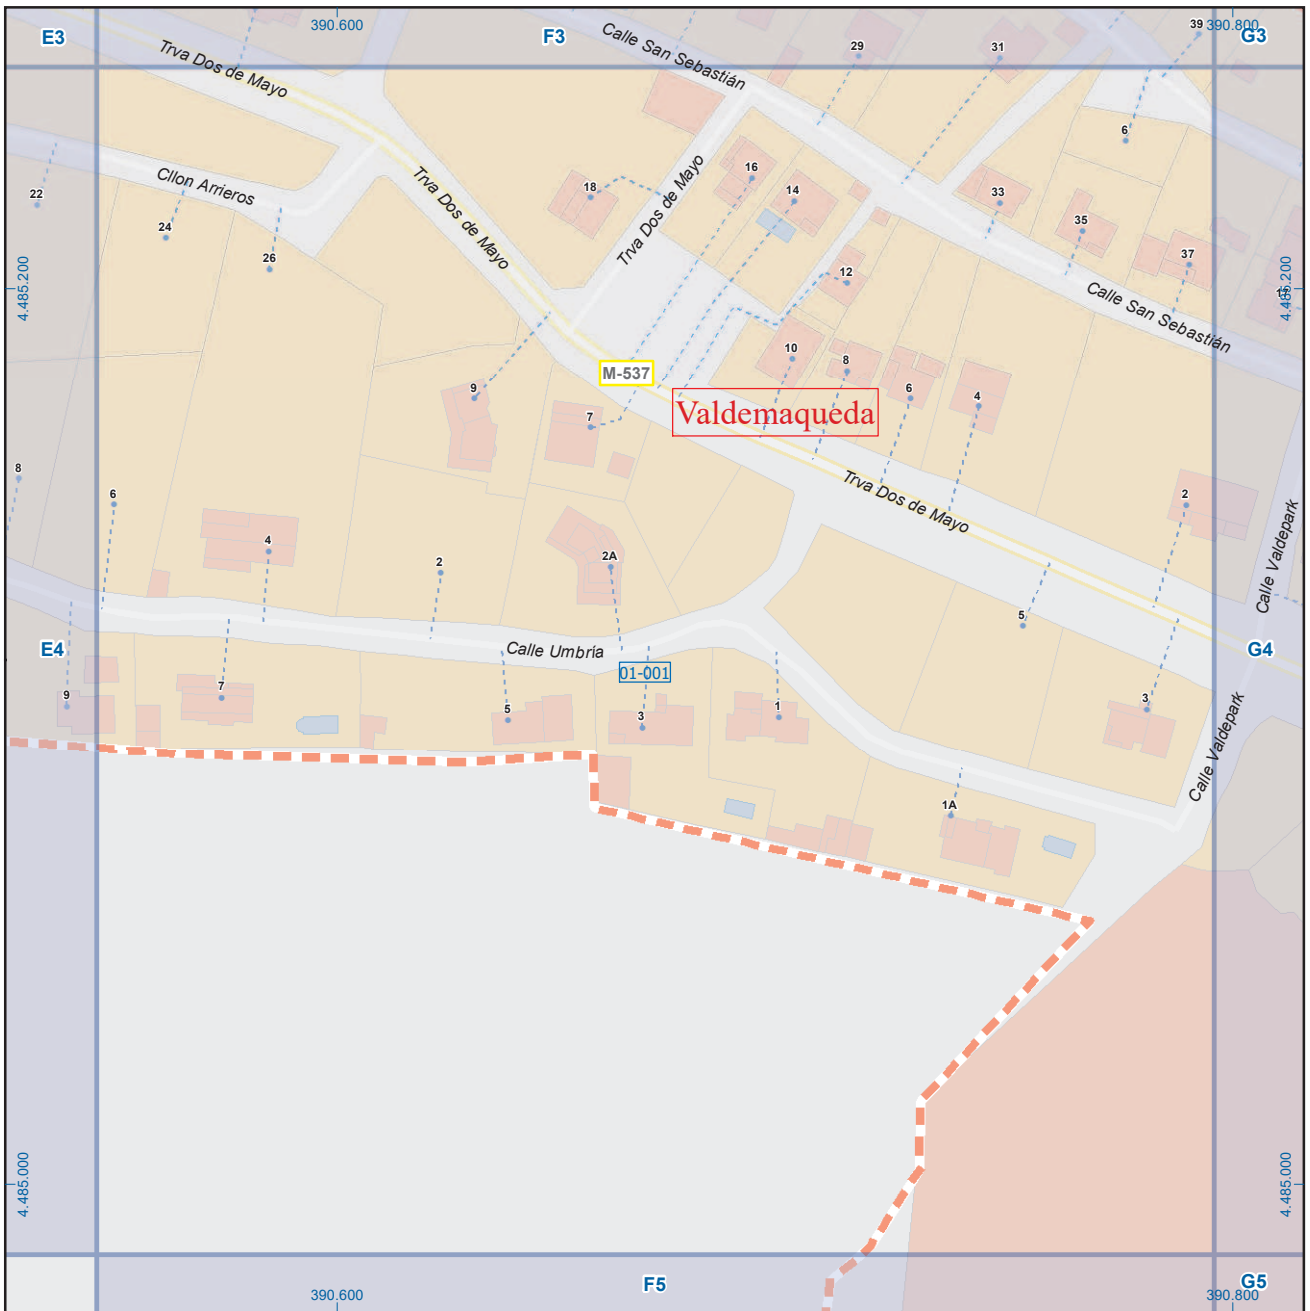 E3
390.600
F3
39
390.800
G3
Calle San Sebastián
29
31
Trva Dos de Mayo
6
22
Cllon Arrieros
24
26
Trva Dos de Mayo
18
Trva Dos de Mayo
16
14
33
35
37
12
4.485.200
4.485.200
Calle San Sebastián
M-537
9
7
10
8
6
4
Valdemaqueda
8
6
4
2
2A
Trva Dos de Mayo
2
Calle Valdepark
5
E4
Calle Umbría
G4
01-001
9
7
5
3
1
3
Calle Valdepark
1A
4.485.000
4.485.000
F5
G5
390.600
390.800